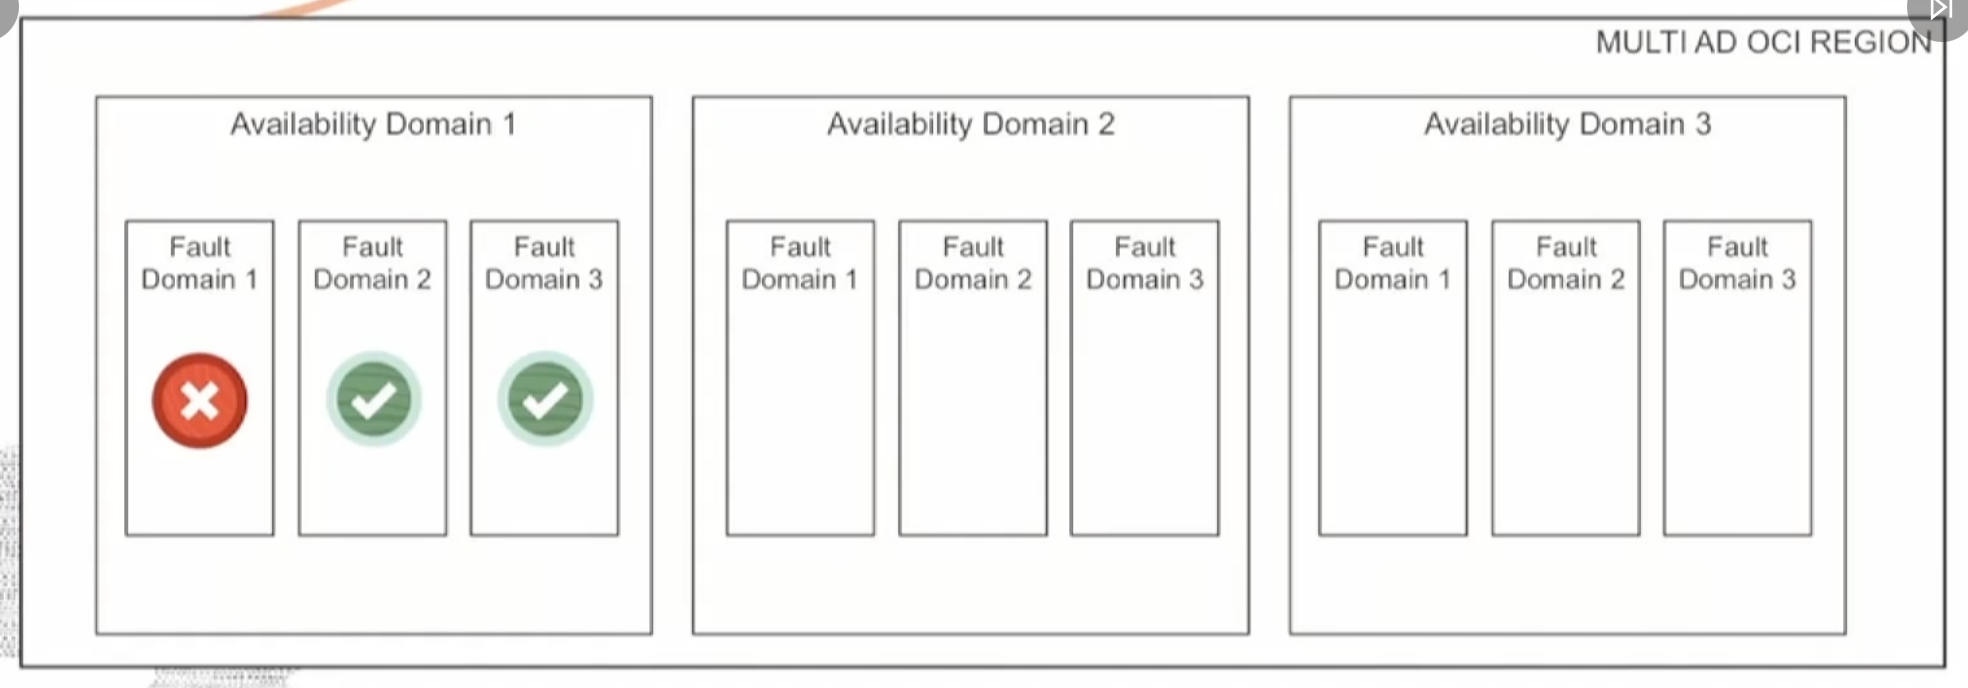 MULTI AD OCI REGION
Availability Domain 1
Fault
Domain 1
Fault
Domain 2
Fault
Domain 3
Availability Domain 2
Fault
Domain 1
Fault
Domain 2
Fault
Domain 3
Availability Domain 3
Fault
Domain 1
Fault
Domain 2
Fault
Domain 3